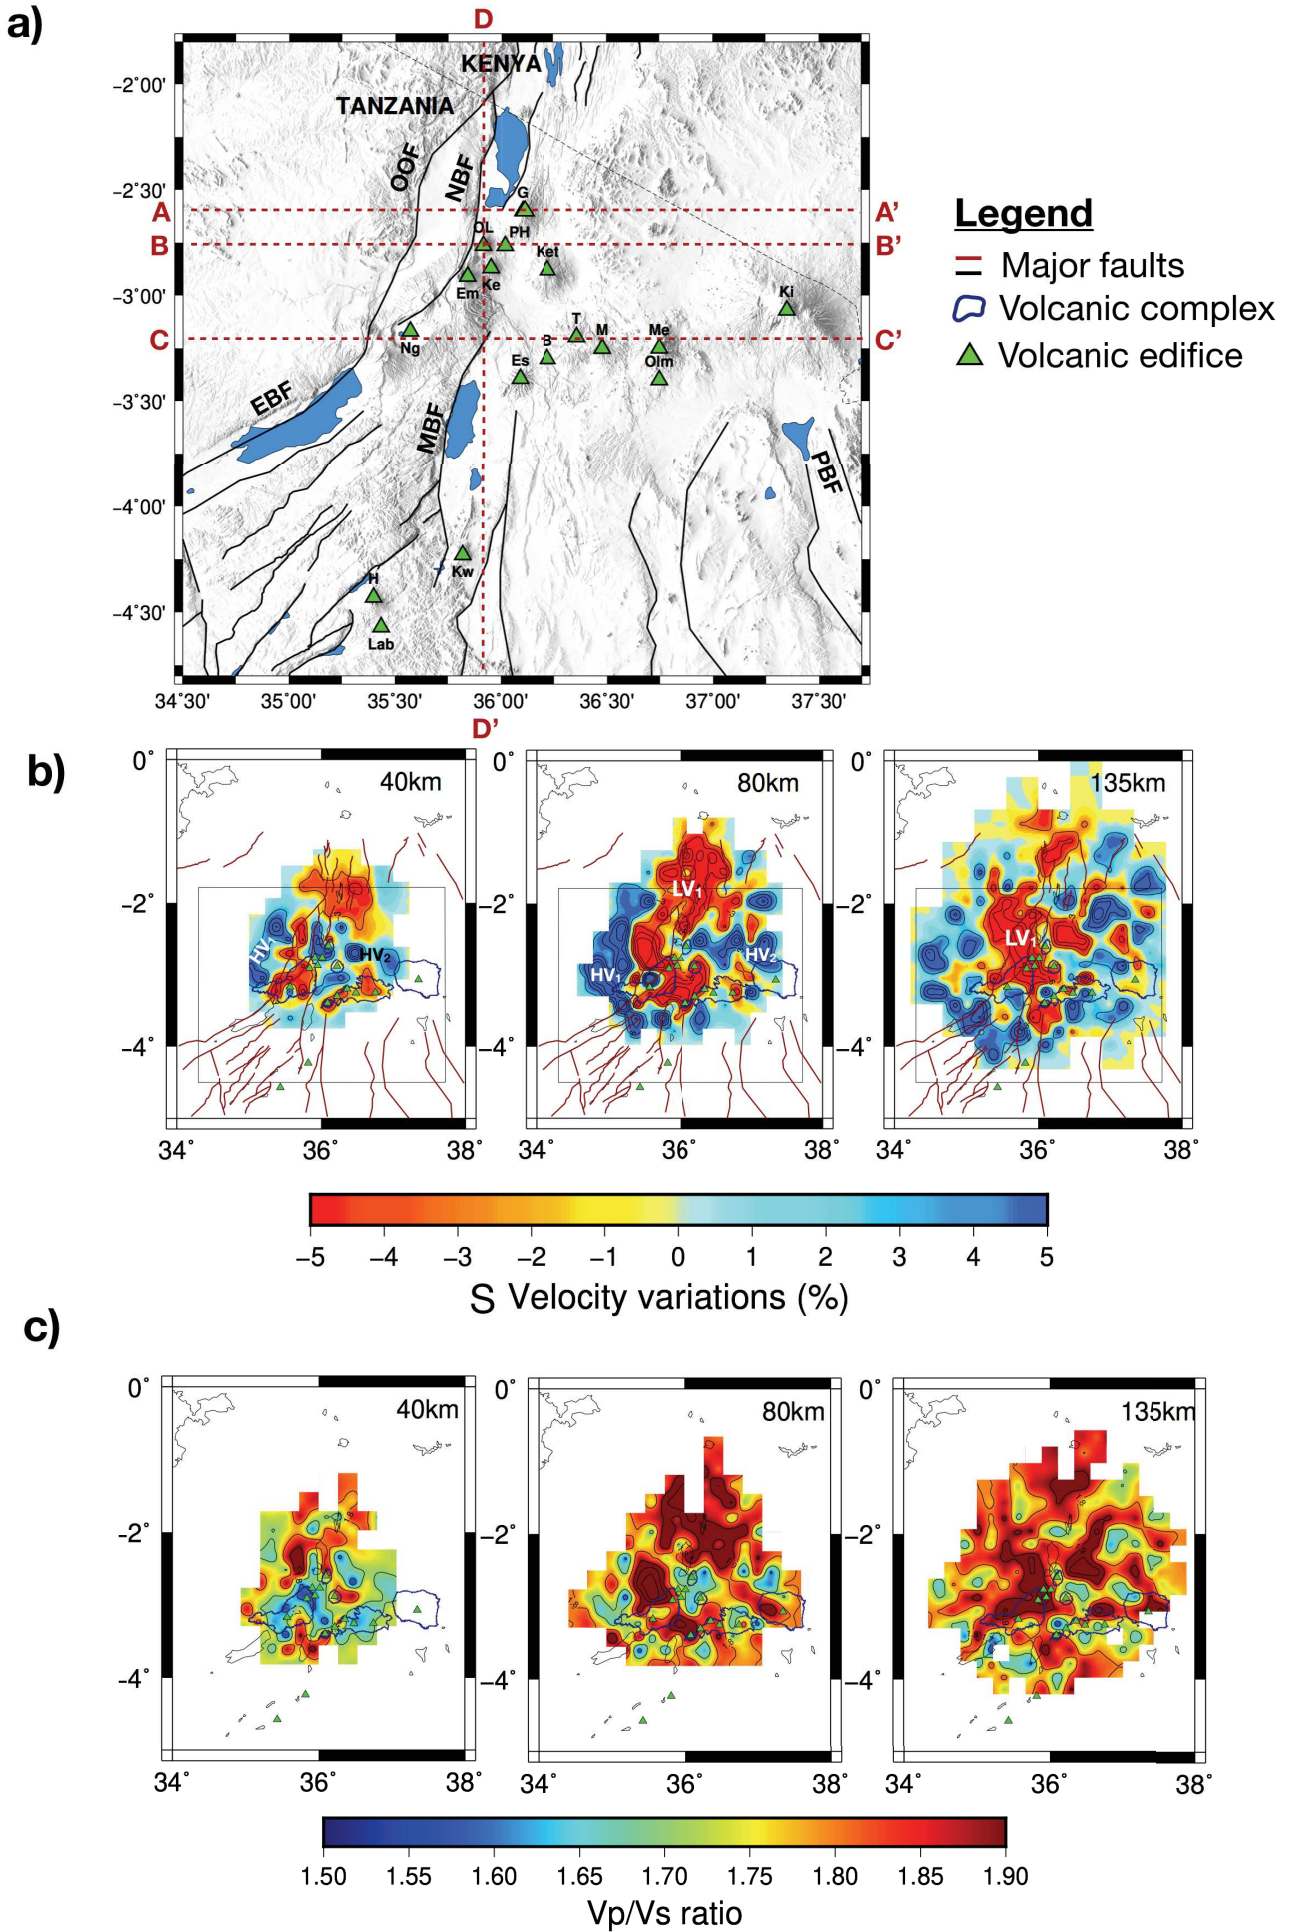 a)
D
KENYA
TANZANIA
OOF
NBF
−2°00'
−2°30'
−3°00'
−3°30'
−4°00'
−4°30'
A
A'
B
B'
C
C'
G
OL
PH
Ket
Ke
Em
Ki
Ng
T
M
Me
B
Es
Olm
EBF
MBF
PBF
Kw
H
Lab
34°30'
35°00'
35°30'
36°00'
36°30'
37°00'
37°30'
D'
Legend
Major faults
Volcanic complex
Volcanic edifice
b)
0°
−2°
−4°
40km
HV1
HV2
34°
36°
38°
0°
−2°
−4°
80km
LV1
HV1
HV2
34°
36°
38°
0°
−2°
−4°
135km
LV1
34°
36°
38°
−5 −4 −3 −2 −1 0 1 2 3 4 5
S Velocity variations (%)
c)
0°
-2°
-4°
40km
34°
36°
38°
0°
-2°
-4°
80km
34°
36°
38°
0°
-2°
-4°
135km
34°
36°
38°
1.50 1.55 1.60 1.65 1.70 1.75 1.80 1.85 1.90
Vp/Vs ratio